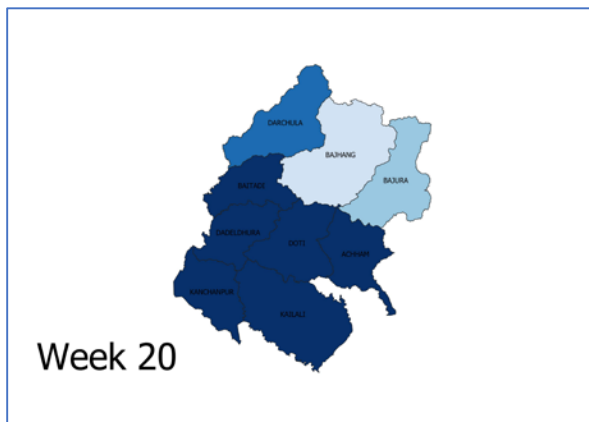 DARCHULA
BAJHANG
BAJURA
BAITADI
DADELDHURA
DOTI
ACHHAM
KANCHANPUR
KAILALI
Week 20